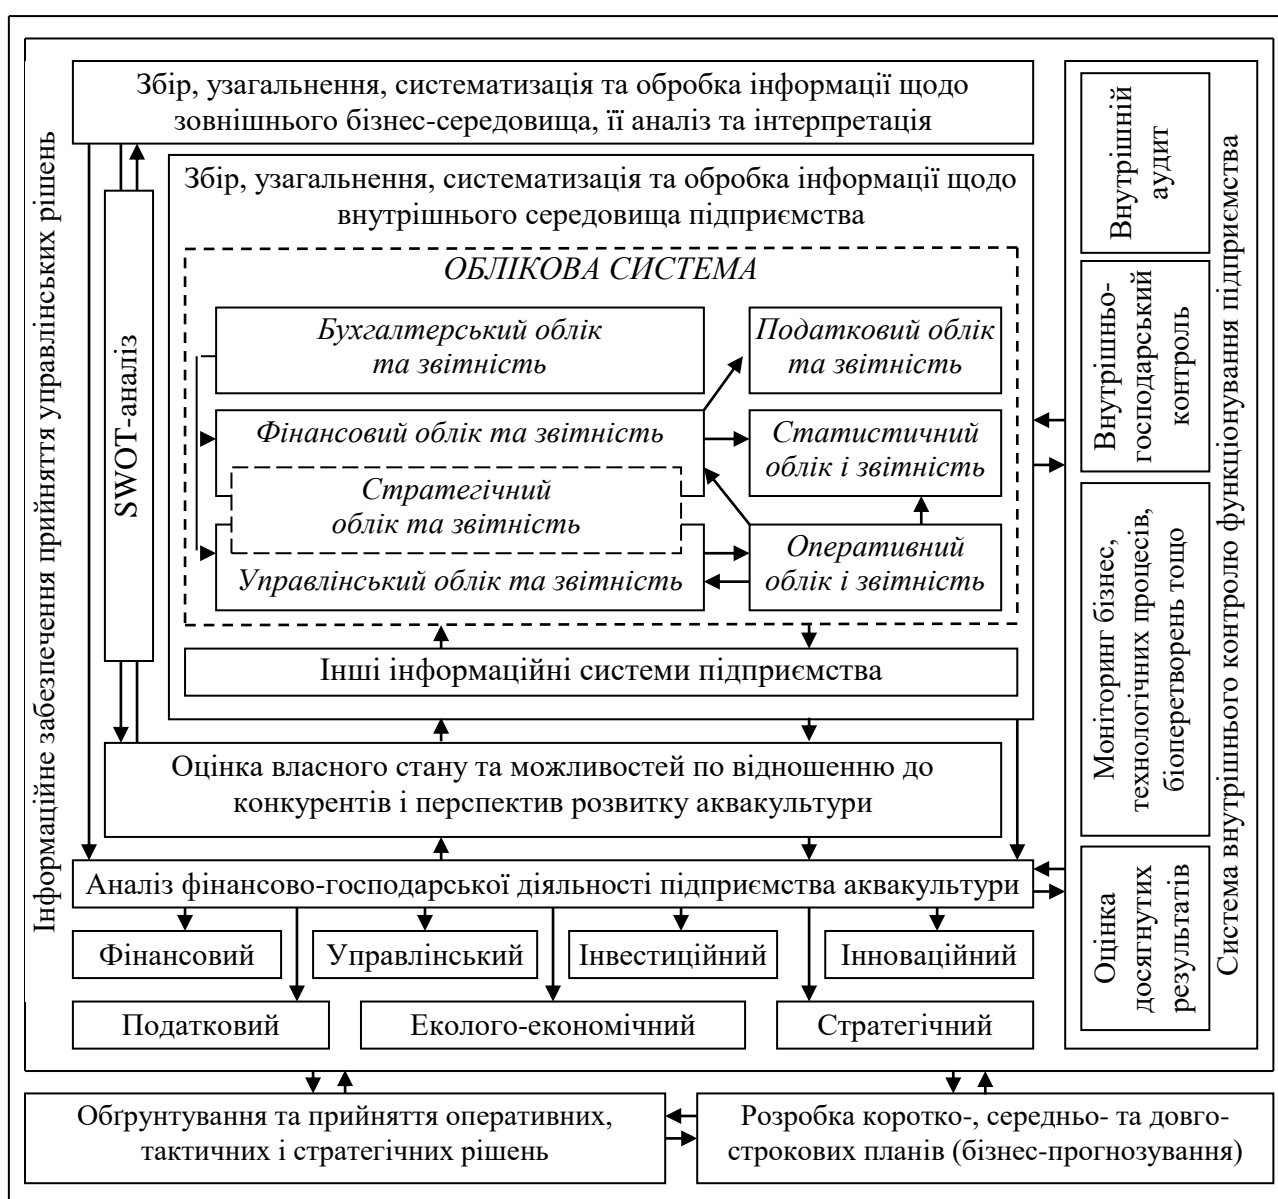 Збір, узагальнення, систематизація та обробка інформації щодо
зовнішнього бізнес-середовища, її аналіз та інтерпретація
Інформаційне забезпечення прийняття управлінських рішень
SWOT-аналіз
Збір, узагальнення, систематизація та обробка інформації щодо
внутрішнього середовища підприємства
ОБЛІКОВА СИСТЕМА
Бухгалтерський облік
та звітність
Податковий облік
та звітність
Фінансовий облік та звітність
Статистичний
облік і звітність
Стратегічний
облік та звітність
Управлінський облік та звітність
Оперативний
облік і звітність
Інші інформаційні системи підприємства
Оцінка власного стану та можливостей по відношенню до
конкурентів і перспектив розвитку аквакультури
Аналіз фінансово-господарської діяльності підприємства аквакультури
Фінансовий
Управлінський
Інвестиційний
Інноваційний
Податковий
Еколого-економічний
Стратегічний
Внутрішній
аудит
Внутрішньо-
господарський
контроль
Моніторинг бізнес,
технологічних процесів,
біоперетворень тощо
Оцінка
досягнутих
результатів
Система внутрішнього контролю функціонування підприємства
Обґрунтування та прийняття оперативних,
тактичних і стратегічних рішень
Розробка коротко-, середньо- та довго-
строкових планів (бізнес-прогнозування)